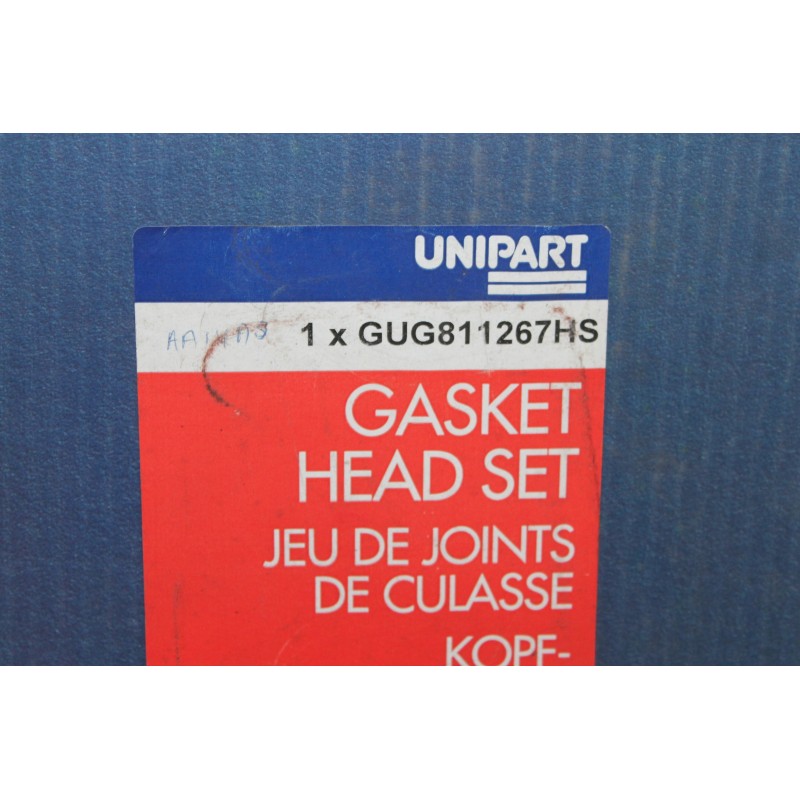 UNIPART
1 x GUG811267HS
GASKET
HEAD SET
JEU DE JOINTS
DE CULASSE
KOPF-